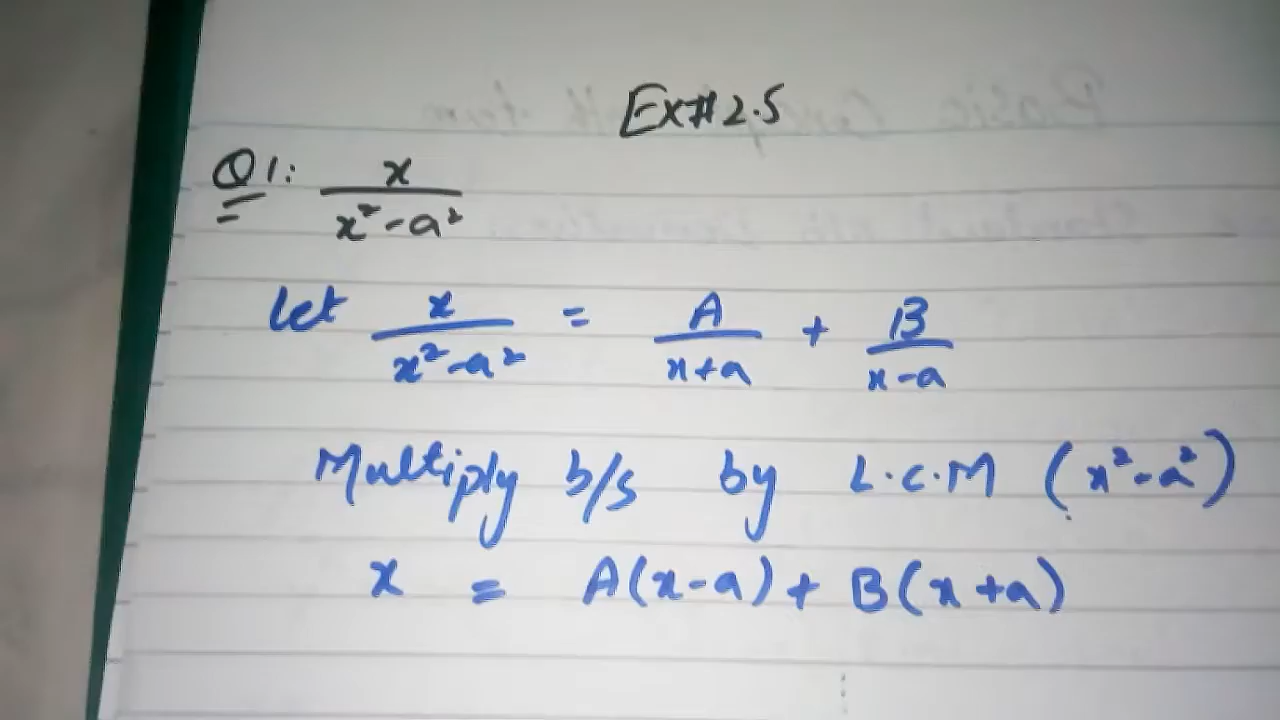 Ex# 2.5
Q1: x / (x² - a²)
Let x / (x² - a²) = A / (x+a) + B / (x-a)
Multiply b/s by L.C.M (x² - a²)
x = A(x-a) + B(x+a)